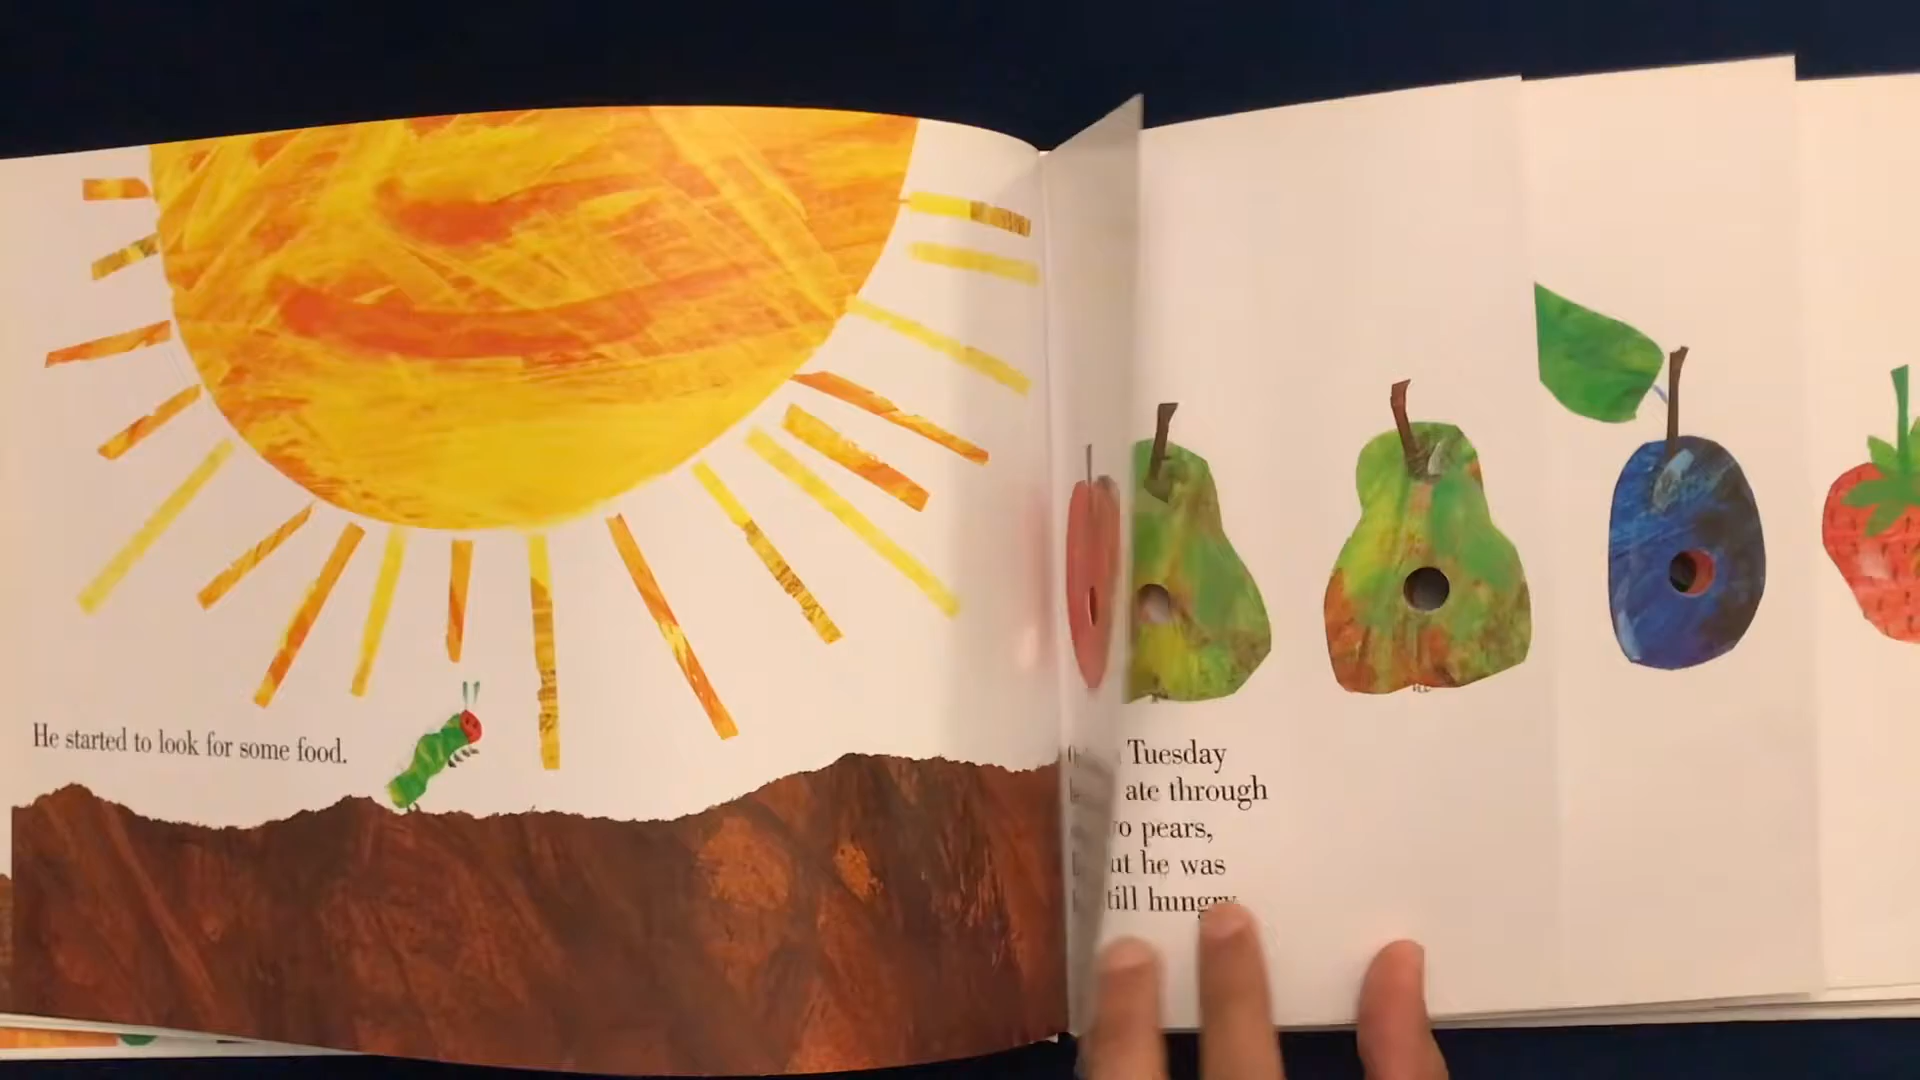 He started to look for some food.
Tuesday
ate through
pears,
he was
hungry